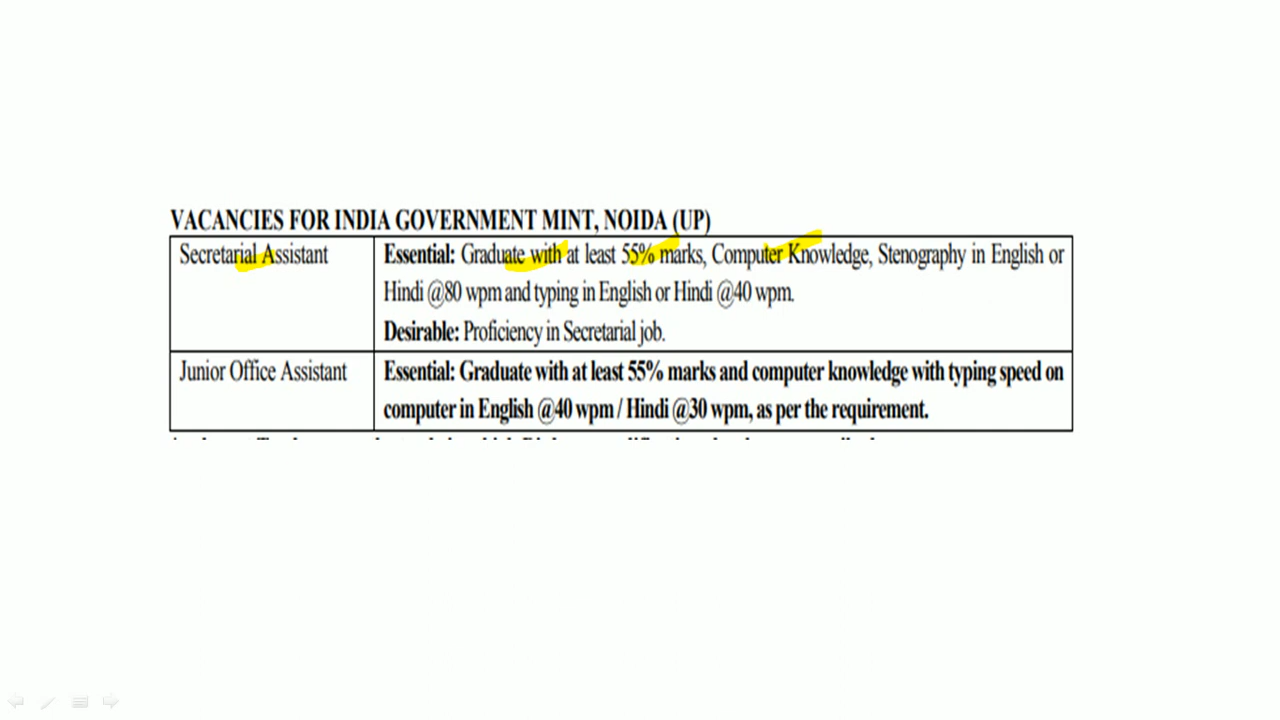 VACANCIES FOR INDIA GOVERNMENT MINT, NOIDA (UP)
Secretarial Assistant
Essential: Graduate with at least 55% marks, Computer Knowledge, Stenography in English or
Hindi @80 wpm and typing in English or Hindi @40 wpm.
Desirable: Proficiency in Secretarial job.
Junior Office Assistant
Essential: Graduate with at least 55% marks and computer knowledge with typing speed on
computer in English @40 wpm / Hindi @30 wpm, as per the requirement.